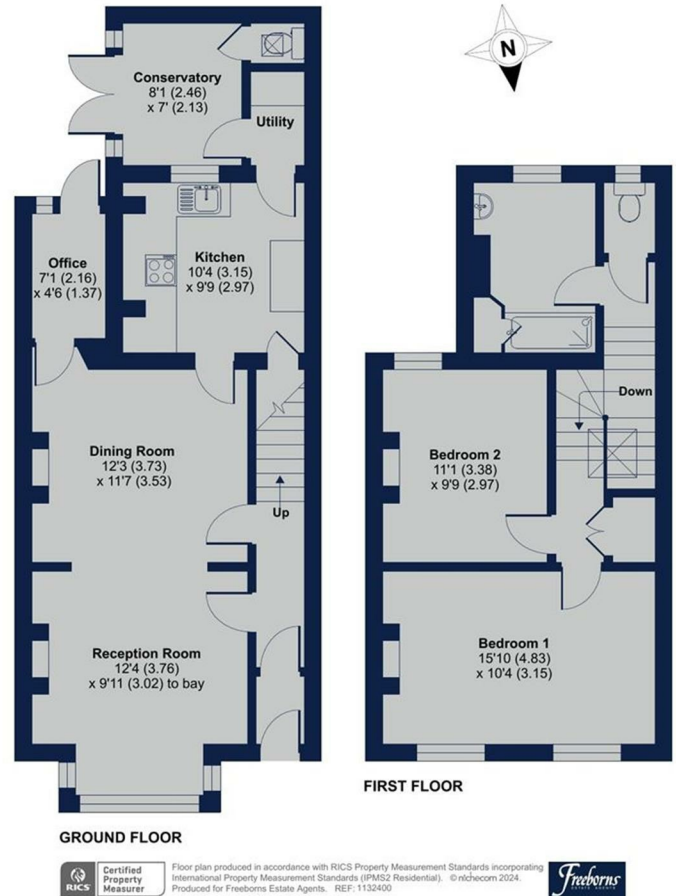 N
Conservatory
8'1 (2.46)
x 7' (2.13)
Utility
Office
7'1 (2.16)
x 4'6 (1.37)
Kitchen
10'4 (3.15)
x 9'9 (2.97)
Dining Room
12'3 (3.73)
x 11'7 (3.53)
Up
Reception Room
12'4 (3.76)
x 9'11 (3.02) to bay
GROUND FLOOR
Down
Bedroom 2
11'1 (3.38)
x 9'9 (2.97)
Bedroom 1
15'10 (4.83)
x 10'4 (3.15)
FIRST FLOOR
RICS
Certified
Property
Measurer
Floor plan produced in accordance with RICS Property Measurement Standards incorporating
International Property Measurement Standards (IPMS2 Residential). © nichecom 2024.
Produced for Freeborns Estate Agents. REF: 1132400
Freeborns
ESTATE AGENTS